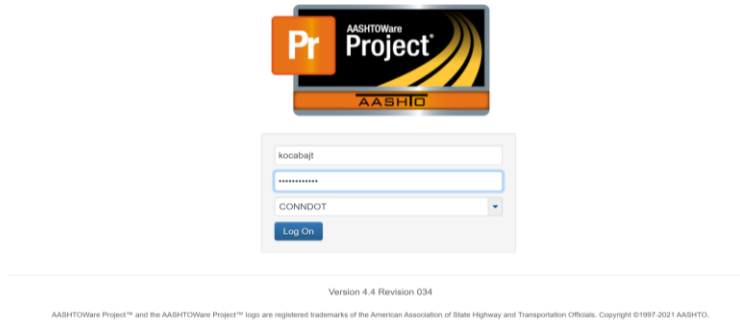 Pr
AASHTOWare
Project®
AASHTO
kocabajt
••••••••••••
CONNDOT
Log On
Version 4.4 Revision 034
AASHTOWare Project™ and the AASHTOWare Project™ logo are registered trademarks of the American Association of State Highway and Transportation Officials. Copyright ©1997-2021 AASHTO.